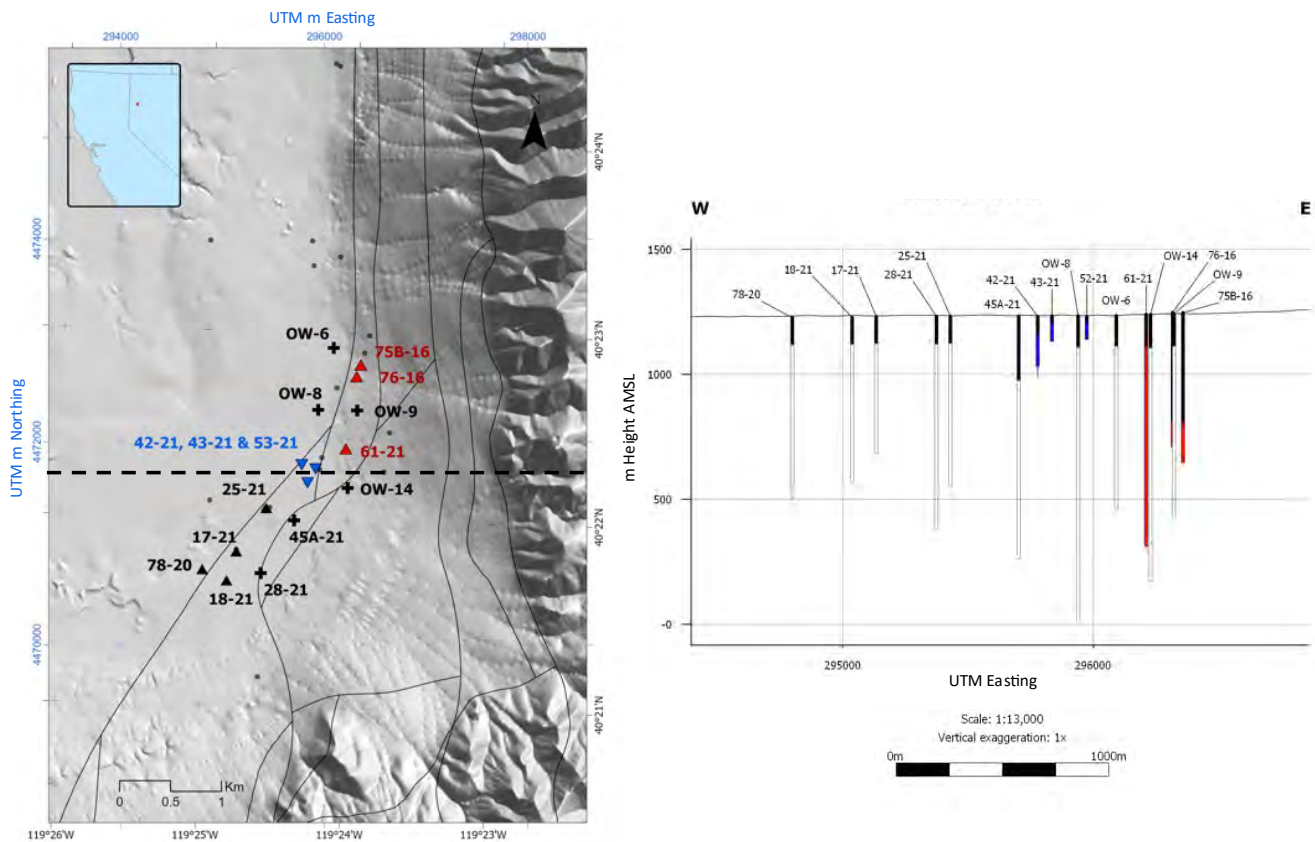 UTM m Easting
294000
296000
298000
N
40°24'N
4474000
40°23'N
OW-6
75B-16
76-16
OW-8
OW-9
4472000
42-21, 43-21 & 53-21
61-21
UTM m Northing
25-21
OW-14
40°22'N
17-21
45A-21
78-20
28-21
18-21
4470000
40°21'N
Km
0
0.5
1
119°26'W
119°25'W
119°24'W
119°23'W
W
E
1500
25-21
OW-14
76-16
18-21
17-21
28-21
42-21
OW-8
43-21
52-21
61-21
OW-9
78-20
45A-21
OW-6
75B-16
m Height AMSL
1000
500
-0
295000
296000
UTM Easting
Scale: 1:13,000
Vertical exaggeration: 1x
0m
1000m